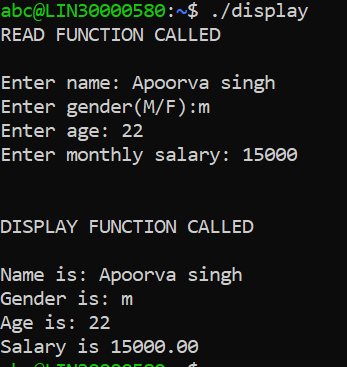 abc@LIN30000580:~$ ./display
READ FUNCTION CALLED
Enter name: Apoorva singh
Enter gender(M/F):m
Enter age: 22
Enter monthly salary: 15000
DISPLAY FUNCTION CALLED
Name is: Apoorva singh
Gender is: m
Age is: 22
Salary is 15000.00